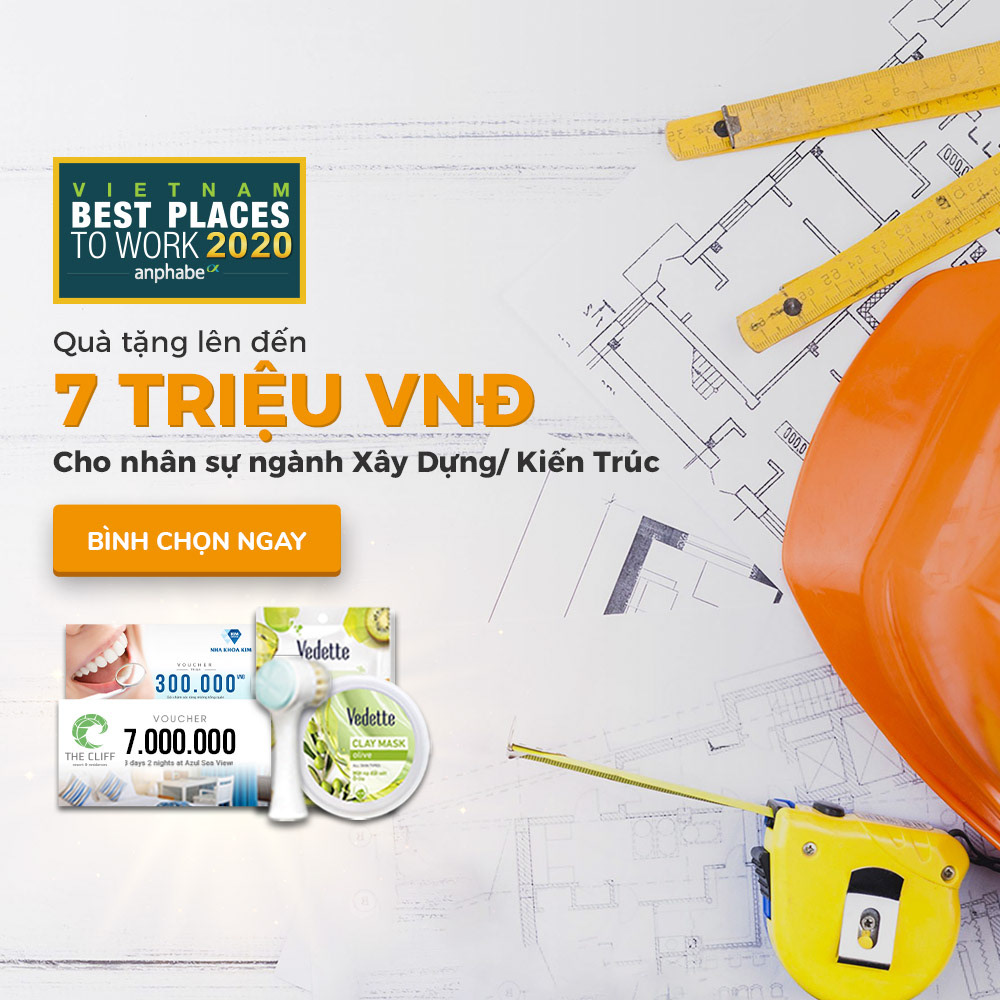 VIETNAM
BEST PLACES
TO WORK 2020
anphabe
Quà tặng lên đến
7 TRIỆU VNĐ
Cho nhân sự ngành Xây Dựng/ Kiến Trúc
BÌNH CHỌN NGAY
NHA KHOA KIM
VOUCHER
300.000 VNĐ
VOUCHER
7.000.000
THE CLIFF
3 days 2 nights at Azul Sea View
Vedette
Vedette
CLAY MASK
olive